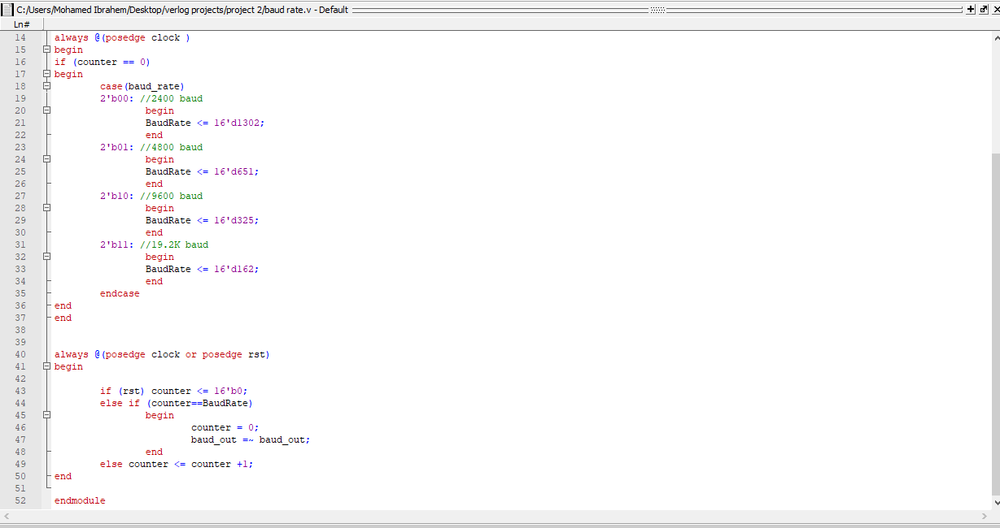 C:/Users/Mohamed Ibrahem/Desktop/verlog projects/project 2/baud rate.v - Default
Ln#
14 always @(posedge clock )
15 begin
16 if (counter == 0)
17 begin
18 case(baud_rate)
19 2'b00: //2400 baud
20 begin
21 BaudRate <= 16'd1302;
22 end
23 2'b01: //4800 baud
24 begin
25 BaudRate <= 16'd651;
26 end
27 2'b10: //9600 baud
28 begin
29 BaudRate <= 16'd325;
30 end
31 2'b11: //19.2K baud
32 begin
33 BaudRate <= 16'd162;
34 end
35 endcase
36 end
37 end
38
39
40 always @(posedge clock or posedge rst)
41 begin
42
43 if (rst) counter <= 16'b0;
44 else if (counter==BaudRate)
45 begin
46 counter = 0;
47 baud_out =~ baud_out;
48 end
49 else counter <= counter +1;
50 end
51
52 endmodule